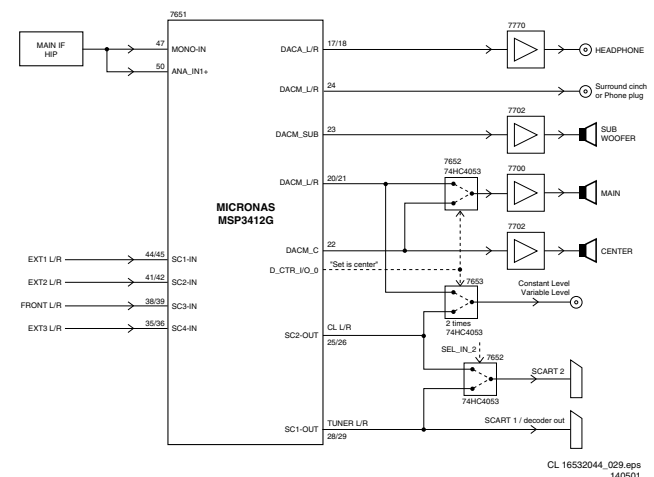 7651
MAIN IF
HIP
47
MONO-IN
50
ANA_IN1+
DACA_L/R
17/18
7770
HEADPHONE
DACM_L/R
24
Surround cinch
or Phone plug
DACM_SUB
23
7702
SUB
WOOFER
7652
74HC4053
DACM_L/R
20/21
7700
MAIN
MICRONAS
MSP3412G
DACM_C
22
7702
CENTER
EXT1 L/R
44/45
SC1-IN
D_CTR_I/O_0
"Set is center"
EXT2 L/R
41/42
SC2-IN
7653
Constant Level
Variable Level
FRONT L/R
38/39
SC3-IN
2 times
74HC4053
EXT3 L/R
35/36
SC4-IN
SC2-OUT
CL L/R
25/26
SEL_IN_2
7652
SCART 2
74HC4053
SC1-OUT
TUNER L/R
28/29
SCART 1 / decoder out
CL 16532044_029.eps
140501